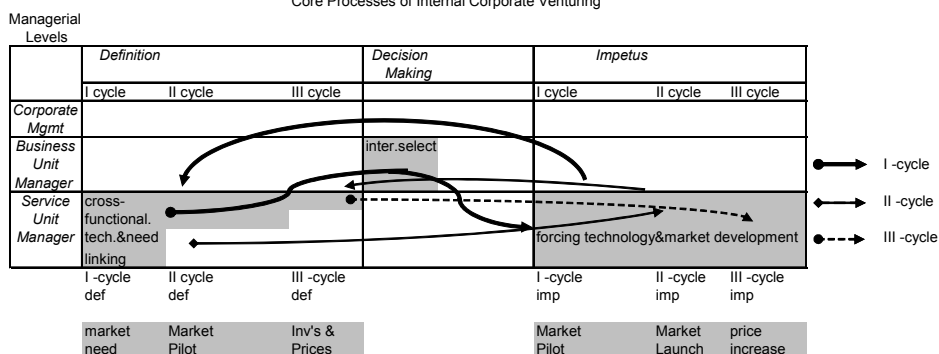 Core Processes of Internal Corporate Venturing
Managerial
Levels
Definition
Decision
Making
Impetus
I cycle
II cycle
III cycle
I cycle
II cycle
III cycle
Corporate
Mgmt
Business
Unit
Manager
inter.select
Service
Unit
Manager
cross-
functional.
tech.&need
linking
forcing technology&market development
I -cycle
II -cycle
III -cycle
I -cycle
def
II cycle
def
III -cycle
def
I -cycle
imp
II -cycle
imp
III -cycle
imp
market
need
Market
Pilot
Inv's &
Prices
Market
Pilot
Market
Launch
price
increase